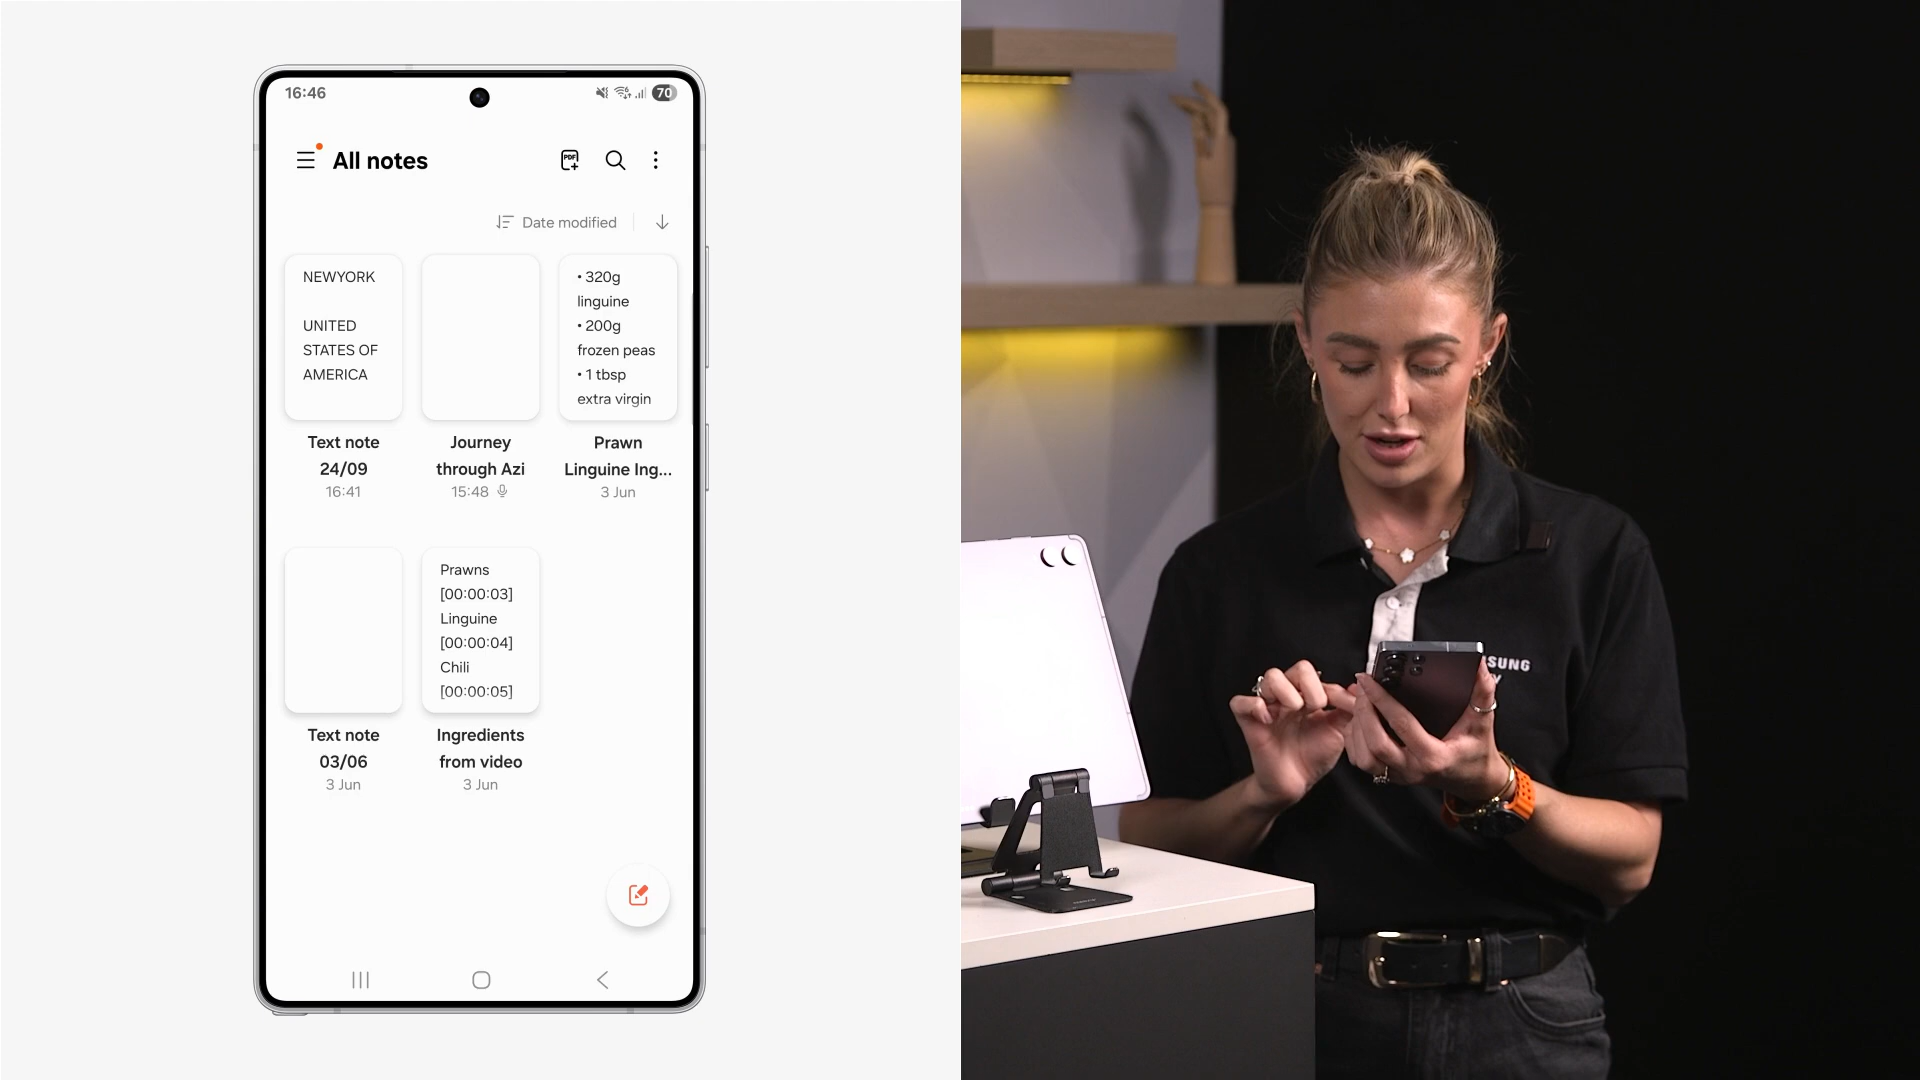 16:46
70
All notes
PDF
Date modified
NEWYORK
UNITED
STATES OF
AMERICA
Text note
24/09
16:41
Journey
through Azi
15:48
• 320g
linguine
• 200g
frozen peas
• 1 tbsp
extra virgin
Prawn
Linguine Ing...
3 Jun
Text note
03/06
3 Jun
Prawns
[00:00:03]
Linguine
[00:00:04]
Chili
[00:00:05]
Ingredients
from video
3 Jun
SUNG